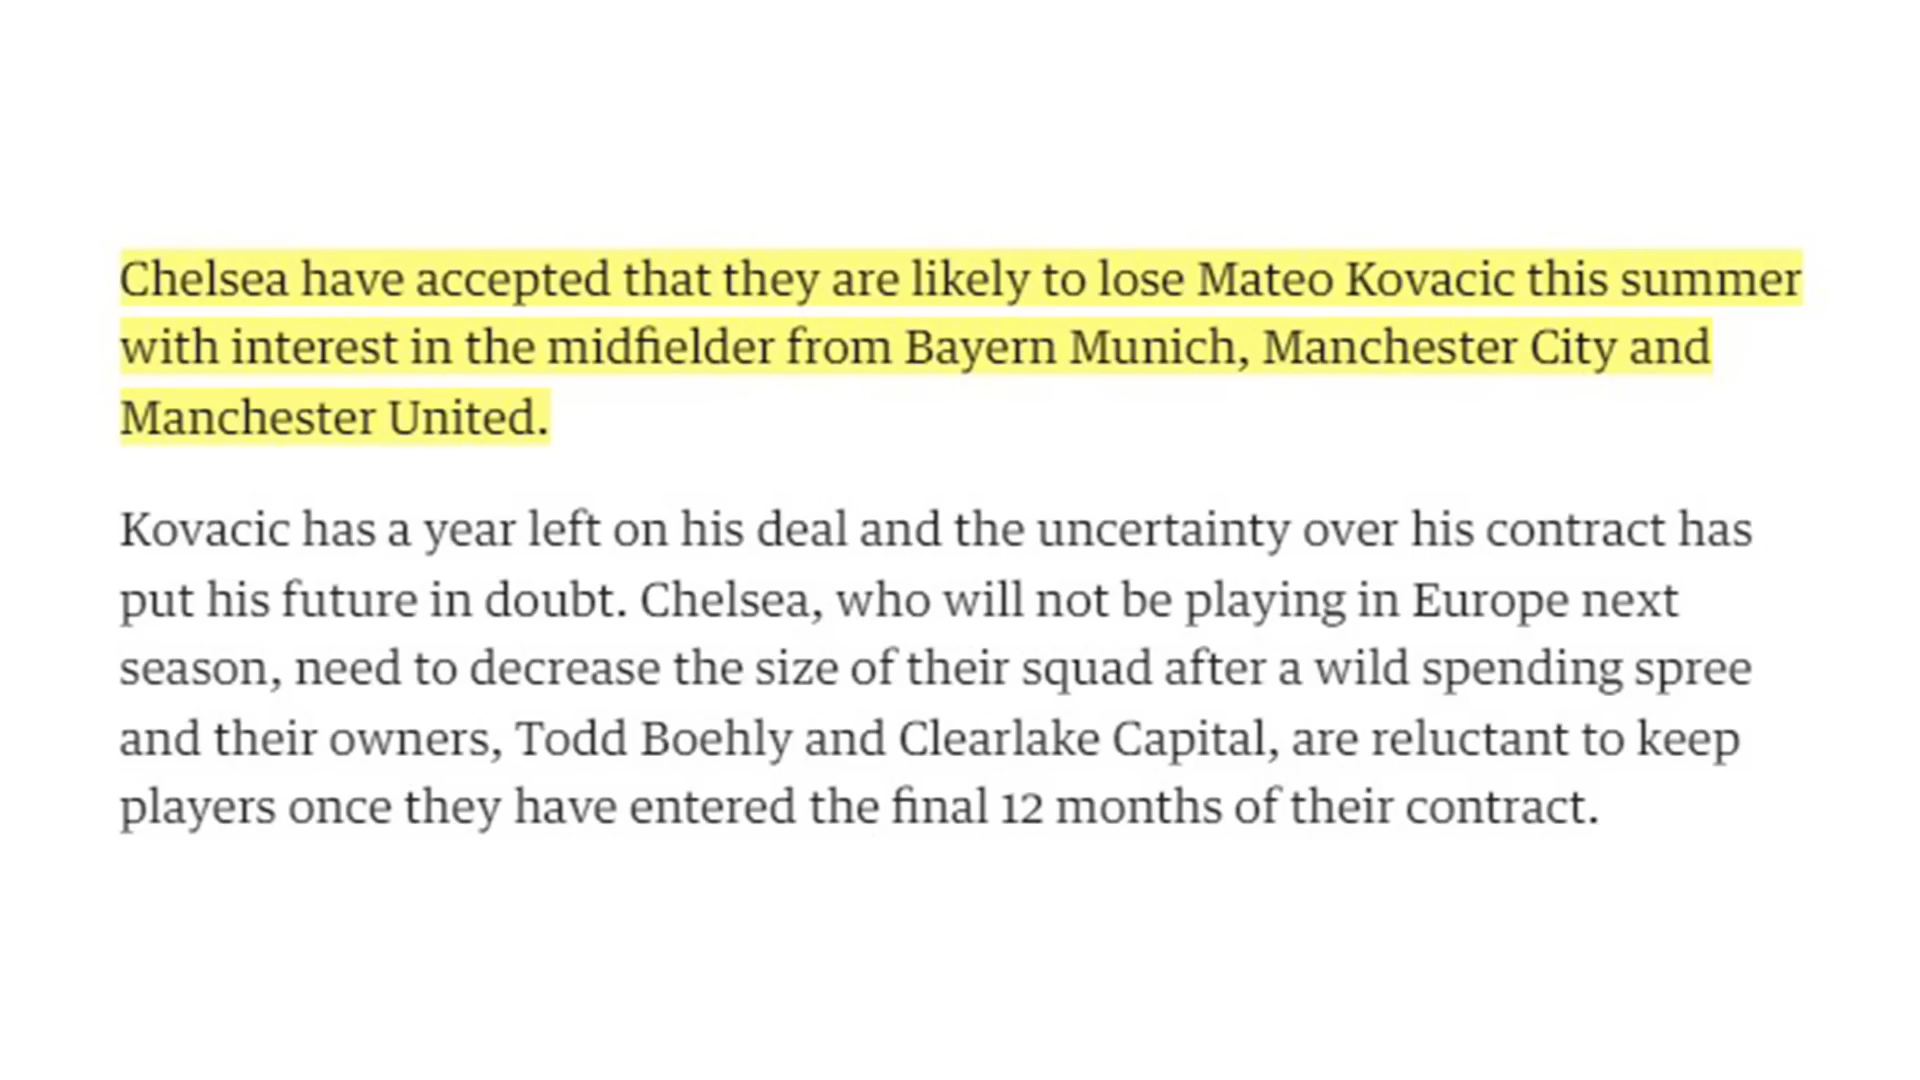 Chelsea have accepted that they are likely to lose Mateo Kovacic this summer
with interest in the midfielder from Bayern Munich, Manchester City and
Manchester United.
Kovacic has a year left on his deal and the uncertainty over his contract has
put his future in doubt. Chelsea, who will not be playing in Europe next
season, need to decrease the size of their squad after a wild spending spree
and their owners, Todd Boehly and Clearlake Capital, are reluctant to keep
players once they have entered the final 12 months of their contract.